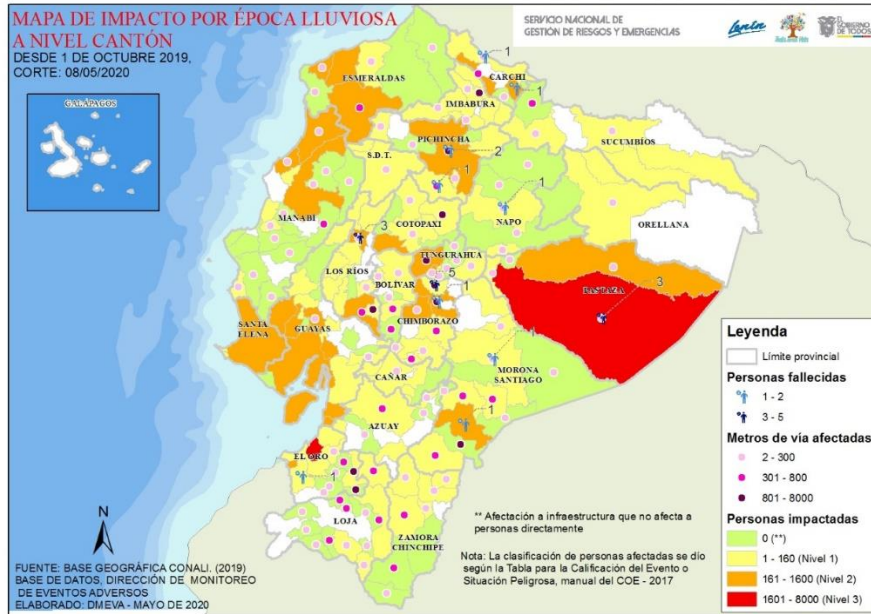 MAPA DE IMPACTO POR ÉPOCA LLUVIOSA
A NIVEL CANTÓN
DESDE 1 DE OCTUBRE 2019,
CORTE: 08/05/2020
SERVICIO NACIONAL DE
GESTIÓN DE RIESGOS Y EMERGENCIAS
Lenín
EL
GOBIERNO
DE TODOS
GALÁPAGOS
ESMERALDAS
1
CARCHI
1
IMBABURA
PICHINCHA
2
SUCUMBÍOS
S.D.T.
1
1
MANABÍ
3
COTOPAXI
NAPO
ORELLANA
TUNGURAHUA
LOS RÍOS
BOLÍVAR
5
1
PASTAZA
3
SANTA
ELENA
GUAYAS
CHIMBORAZO
1
MORONA
SANTIAGO
CAÑAR
1
AZUAY
EL ORO
1
LOJA
ZAMORA
CHINCHIPE
N
FUENTE: BASE GEOGRÁFICA CONALI. (2019)
BASE DE DATOS, DIRECCIÓN DE MONITOREO
DE EVENTOS ADVERSOS
ELABORADO: DMEVA - MAYO DE 2020
** Afectación a infraestructura que no afecta a
personas directamente
Nota: La clasificación de personas afectadas se dío
según la Tabla para la Calificación del Evento o
Situación Peligrosa, manual del COE - 2017
Leyenda
Límite provincial
Personas fallecidas
1 - 2
3 - 5
Metros de vía afectadas
2 - 300
301 - 800
801 - 8000
Personas impactadas
0 (**)
1 - 160 (Nivel 1)
161 - 1600 (Nivel 2)
1601 - 8000 (Nivel 3)